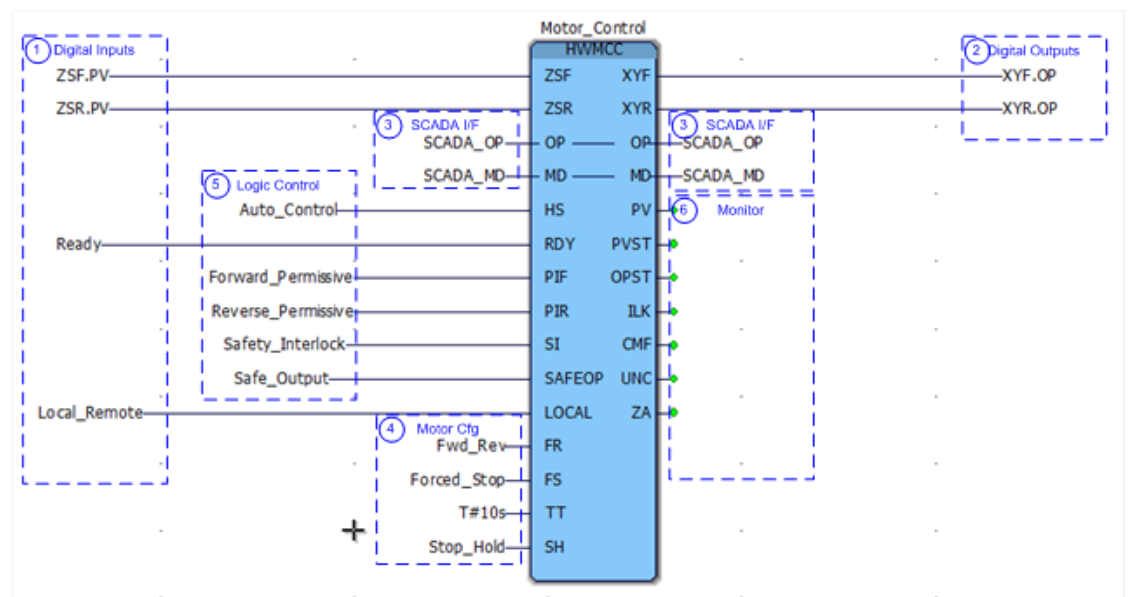 Motor_Control
HWMCC
1 Digital Inputs
2 Digital Outputs
ZSF.PV ZSF XYF XYF.OP
ZSR.PV ZSR XYR XYR.OP
3 SCADA I/F
3 SCADA I/F
SCADA_OP OP OP SCADA_OP
SCADA_MD MD MD SCADA_MD
5 Logic Control
6 Monitor
Auto_Control HS PV
Ready RDY PVST
Forward_Permissive PIF OPST
Reverse_Permissive PIR ILK
Safety_Interlock SI CMF
Safe_Output SAFEOP UNC
Local_Remote LOCAL ZA
4 Motor Cfg
Fwd_Rev FR
Forced_Stop FS
T#10s TT
Stop_Hold SH